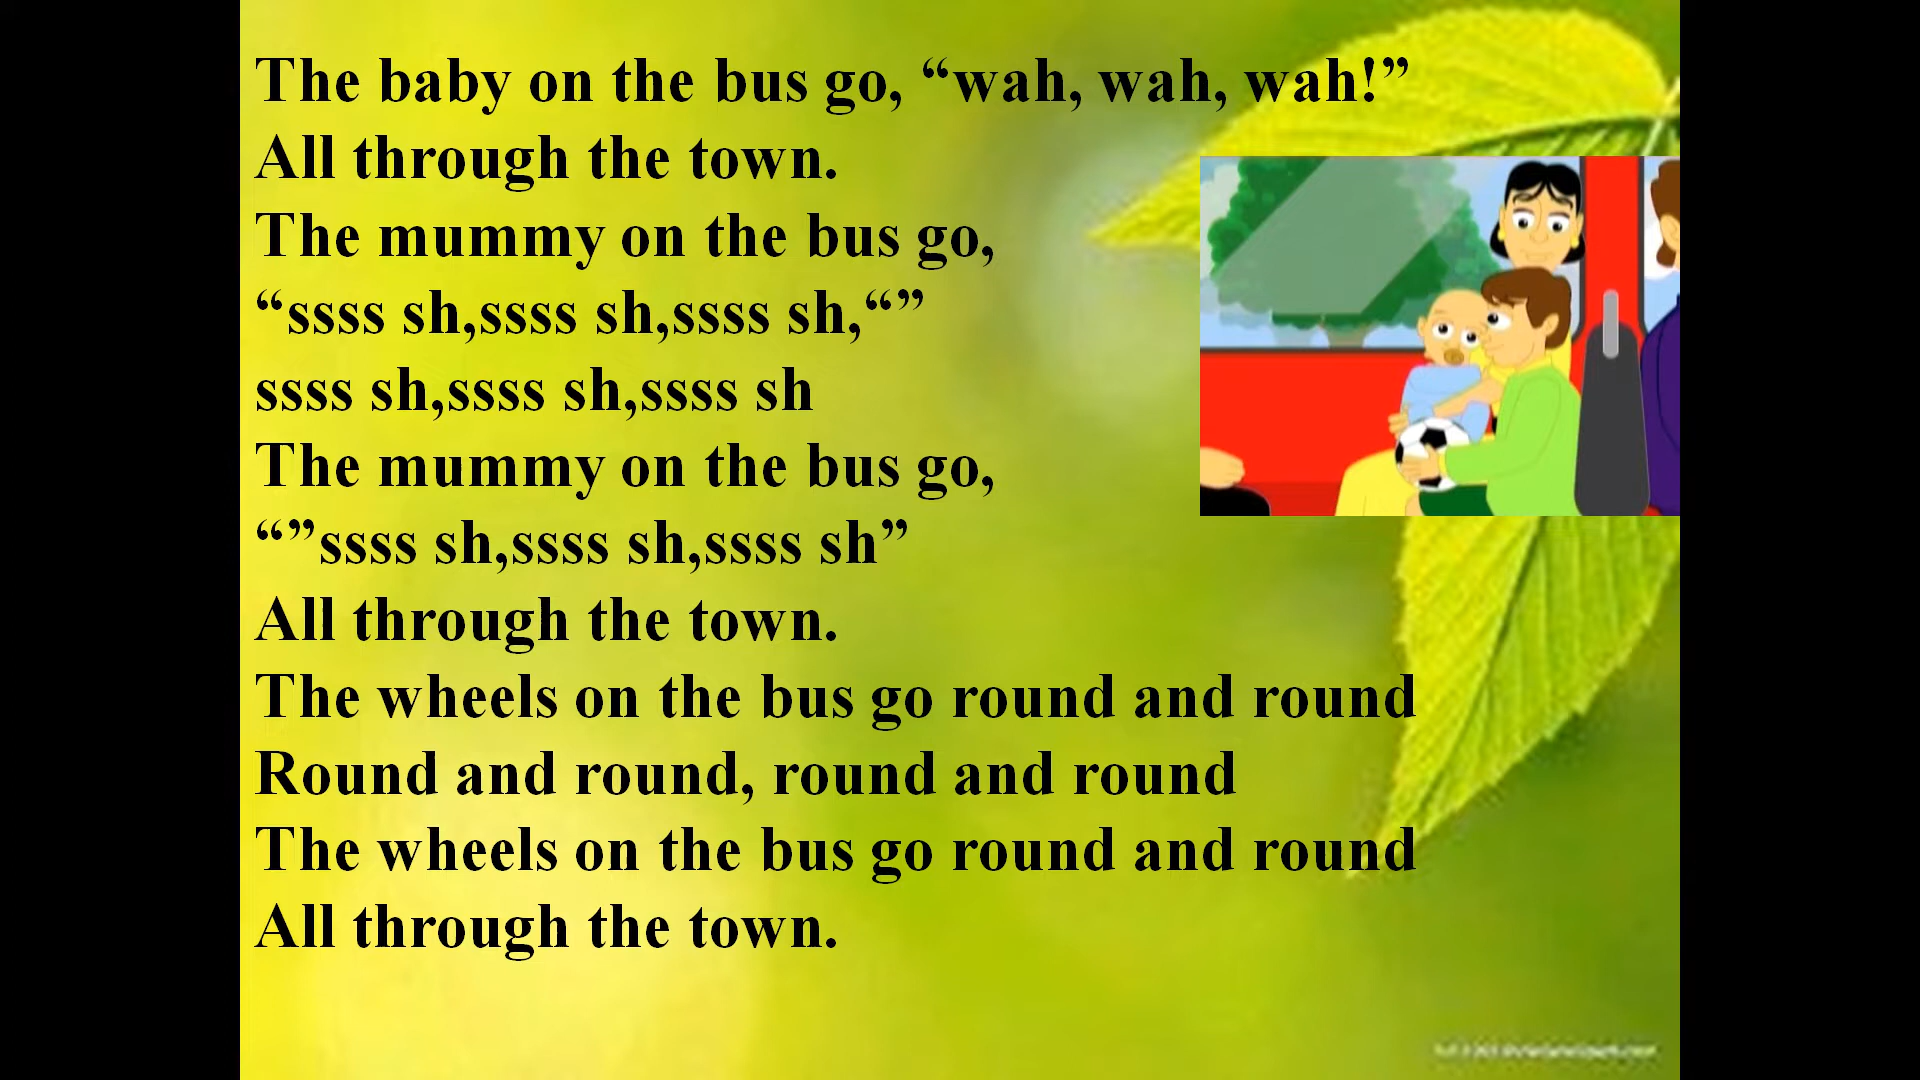 The baby on the bus go, “wah, wah, wah!”
All through the town.
The mummy on the bus go,
“ssss sh,ssss sh,ssss sh,“”
ssss sh,ssss sh,ssss sh
The mummy on the bus go,
“”ssss sh,ssss sh,ssss sh”
All through the town.
The wheels on the bus go round and round
Round and round, round and round
The wheels on the bus go round and round
All through the town.